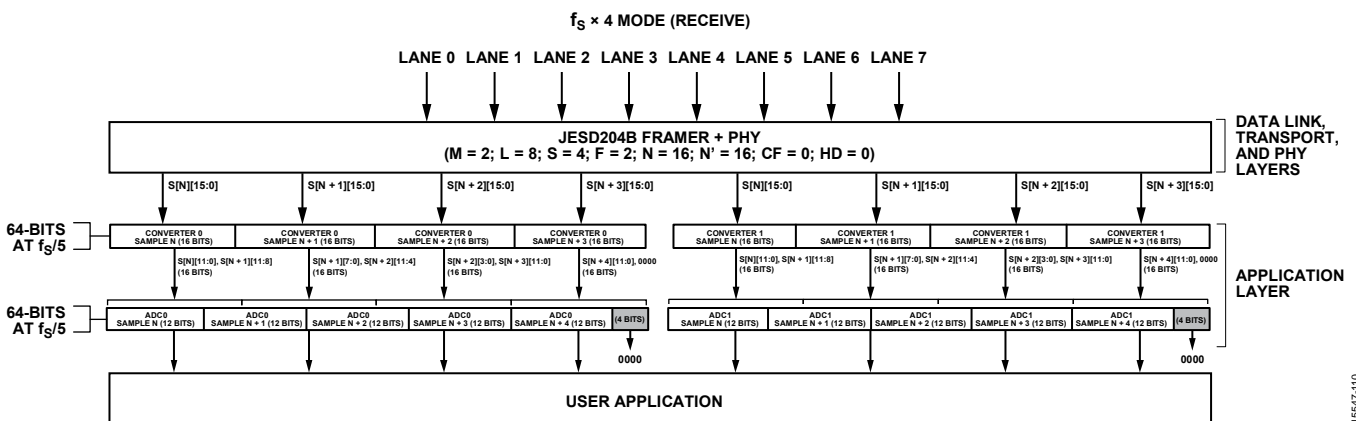 fS × 4 MODE (RECEIVE)
LANE 0 LANE 1 LANE 2 LANE 3 LANE 4 LANE 5 LANE 6 LANE 7
JESD204B FRAMER + PHY
(M = 2; L = 8; S = 4; F = 2; N = 16; N' = 16; CF = 0; HD = 0)
DATA LINK,
TRANSPORT,
AND PHY
LAYERS
S[N][15:0] S[N + 1][15:0] S[N + 2][15:0] S[N + 3][15:0] S[N][15:0] S[N + 1][15:0] S[N + 2][15:0] S[N + 3][15:0]
64-BITS
AT fS/5
CONVERTER 0 CONVERTER 0 CONVERTER 0 CONVERTER 0 CONVERTER 1 CONVERTER 1 CONVERTER 1 CONVERTER 1
SAMPLE N (16 BITS) SAMPLE N + 1 (16 BITS) SAMPLE N + 2 (16 BITS) SAMPLE N + 3 (16 BITS) SAMPLE N (16 BITS) SAMPLE N + 1 (16 BITS) SAMPLE N + 2 (16 BITS) SAMPLE N + 3 (16 BITS)
S[N][11:0], S[N + 1][11:8] S[N + 1][7:0], S[N + 2][11:4] S[N + 2][3:0], S[N + 3][11:0] S[N + 4][11:0], 0000 S[N][11:0], S[N + 1][11:8] S[N + 1][7:0], S[N + 2][11:4] S[N + 2][3:0], S[N + 3][11:0] S[N + 4][11:0], 0000
(16 BITS) (16 BITS) (16 BITS) (16 BITS) (16 BITS) (16 BITS) (16 BITS) (16 BITS)
APPLICATION
LAYER
64-BITS
AT fS/5
ADC0 ADC0 ADC0 ADC0 ADC0 ADC1 ADC1 ADC1 ADC1 ADC1
SAMPLE N (12 BITS) SAMPLE N + 1 (12 BITS) SAMPLE N + 2 (12 BITS) SAMPLE N + 3 (12 BITS) SAMPLE N + 4 (12 BITS) (4 BITS) SAMPLE N (12 BITS) SAMPLE N + 1 (12 BITS) SAMPLE N + 2 (12 BITS) SAMPLE N + 3 (12 BITS) SAMPLE N + 4 (12 BITS) (4 BITS)
0000 0000
USER APPLICATION
15547-110